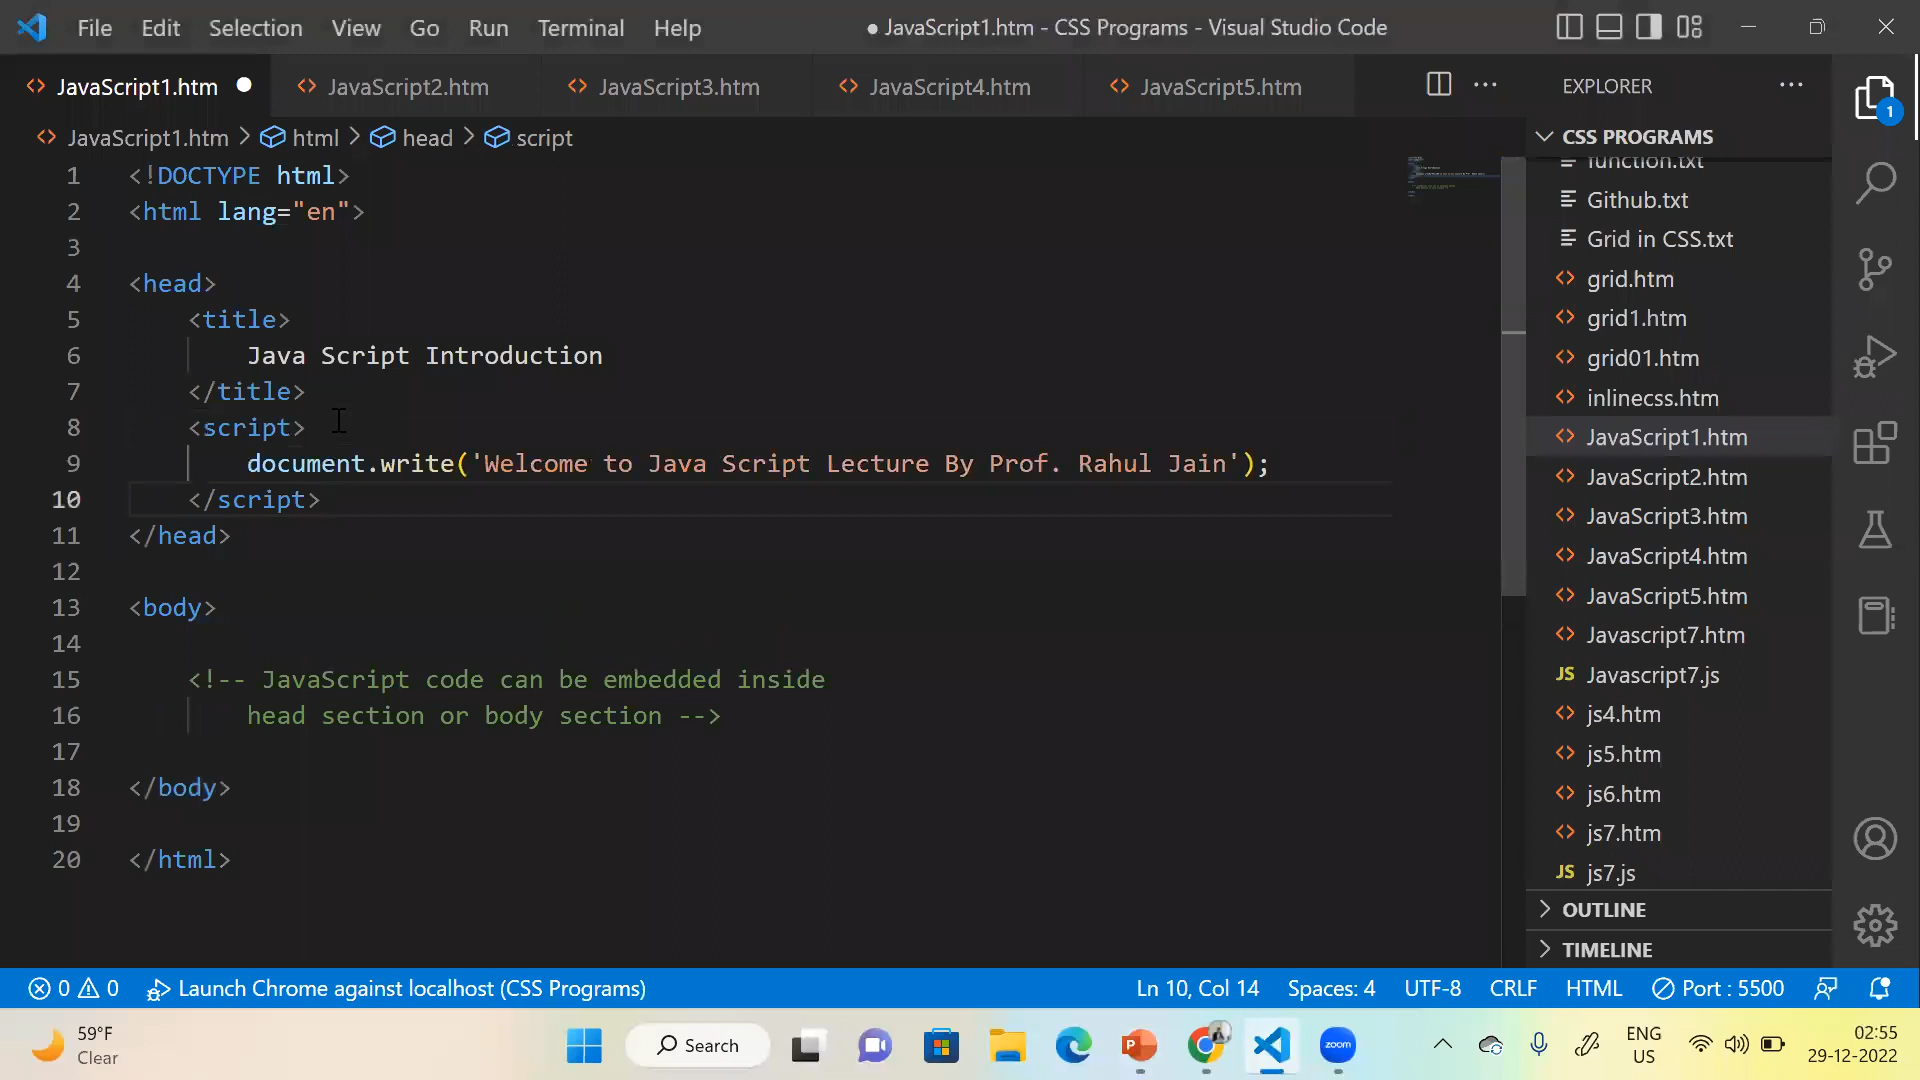 File Edit Selection View Go Run Terminal Help
● JavaScript1.htm - CSS Programs - Visual Studio Code
JavaScript1.htm JavaScript2.htm JavaScript3.htm JavaScript4.htm JavaScript5.htm
JavaScript1.htm > html > head > script
1 <!DOCTYPE html>
2 <html lang="en">
3
4 <head>
5 <title>
6 Java Script Introduction
7 </title>
8 <script>
9 document.write('Welcome to Java Script Lecture By Prof. Rahul Jain');
10 </script>
11 </head>
12
13 <body>
14
15 <!-- JavaScript code can be embedded inside
16 head section or body section -->
17
18 </body>
19
20 </html>
EXPLORER
CSS PROGRAMS
function.txt
Github.txt
Grid in CSS.txt
grid.htm
grid1.htm
grid01.htm
inlinecss.htm
JavaScript1.htm
JavaScript2.htm
JavaScript3.htm
JavaScript4.htm
JavaScript5.htm
Javascript7.htm
JS Javascript7.js
js4.htm
js5.htm
js6.htm
js7.htm
JS js7.js
OUTLINE
TIMELINE
1
0 0 Launch Chrome against localhost (CSS Programs)
Ln 10, Col 14 Spaces: 4 UTF-8 CRLF HTML Port : 5500
59°F
Clear
Search
zoom
ENG
US
02:55
29-12-2022